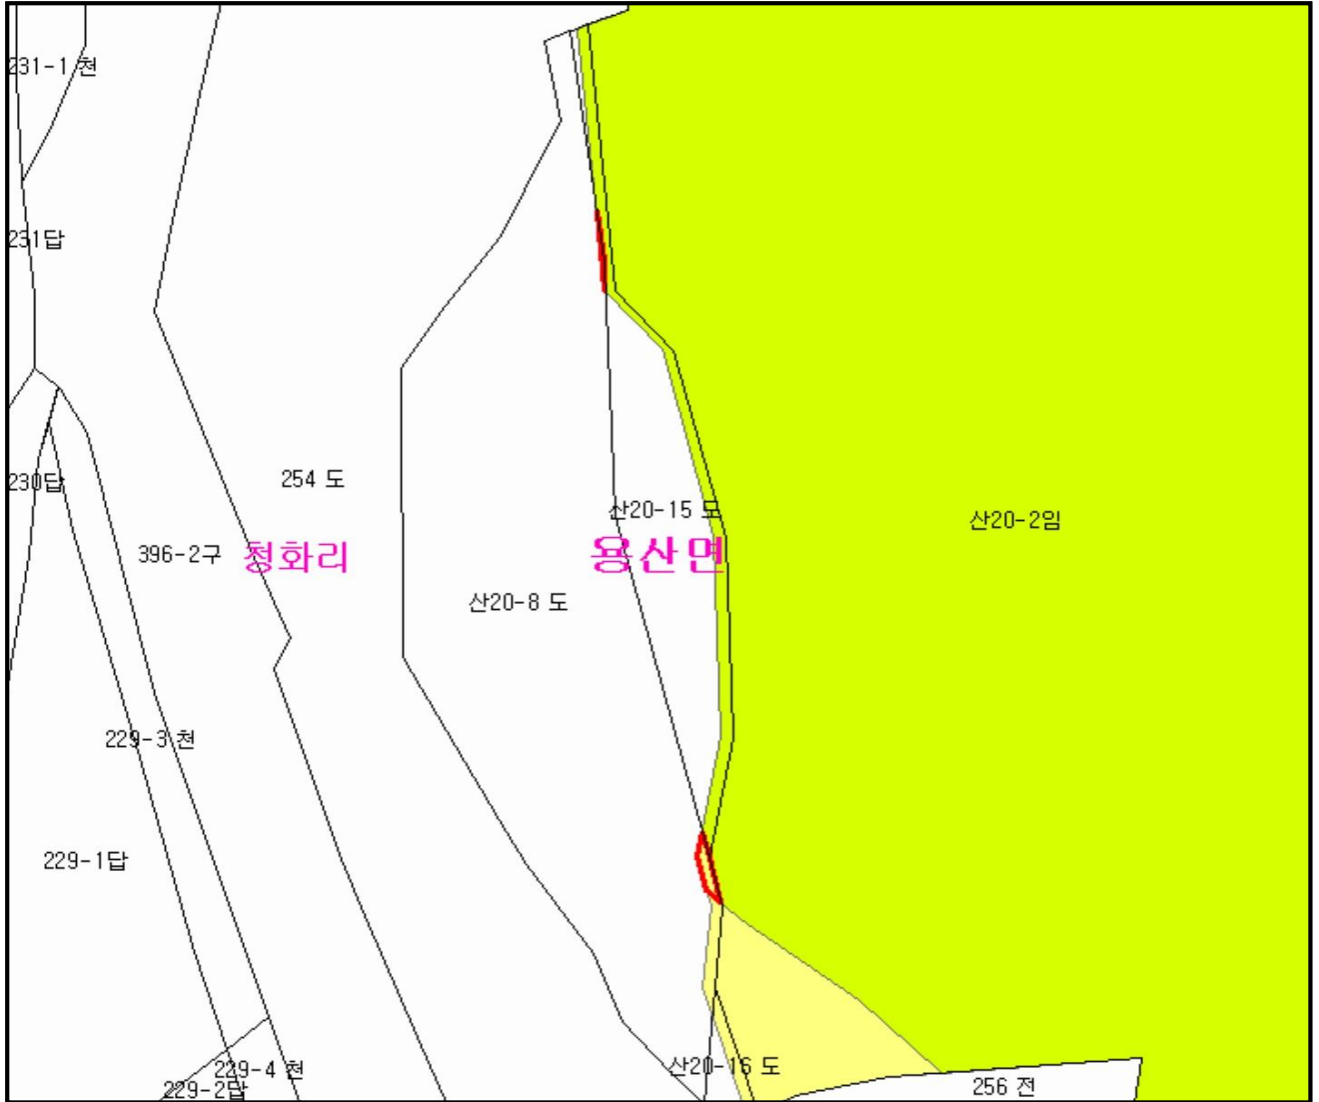 231-1 천
231답
254 도
230답
산20-15 도
산20-2임
396-2구
청화리
용산면
산20-8 도
229-3 천
229-1답
229-4 천
산20-16 도
229-2답
256 전